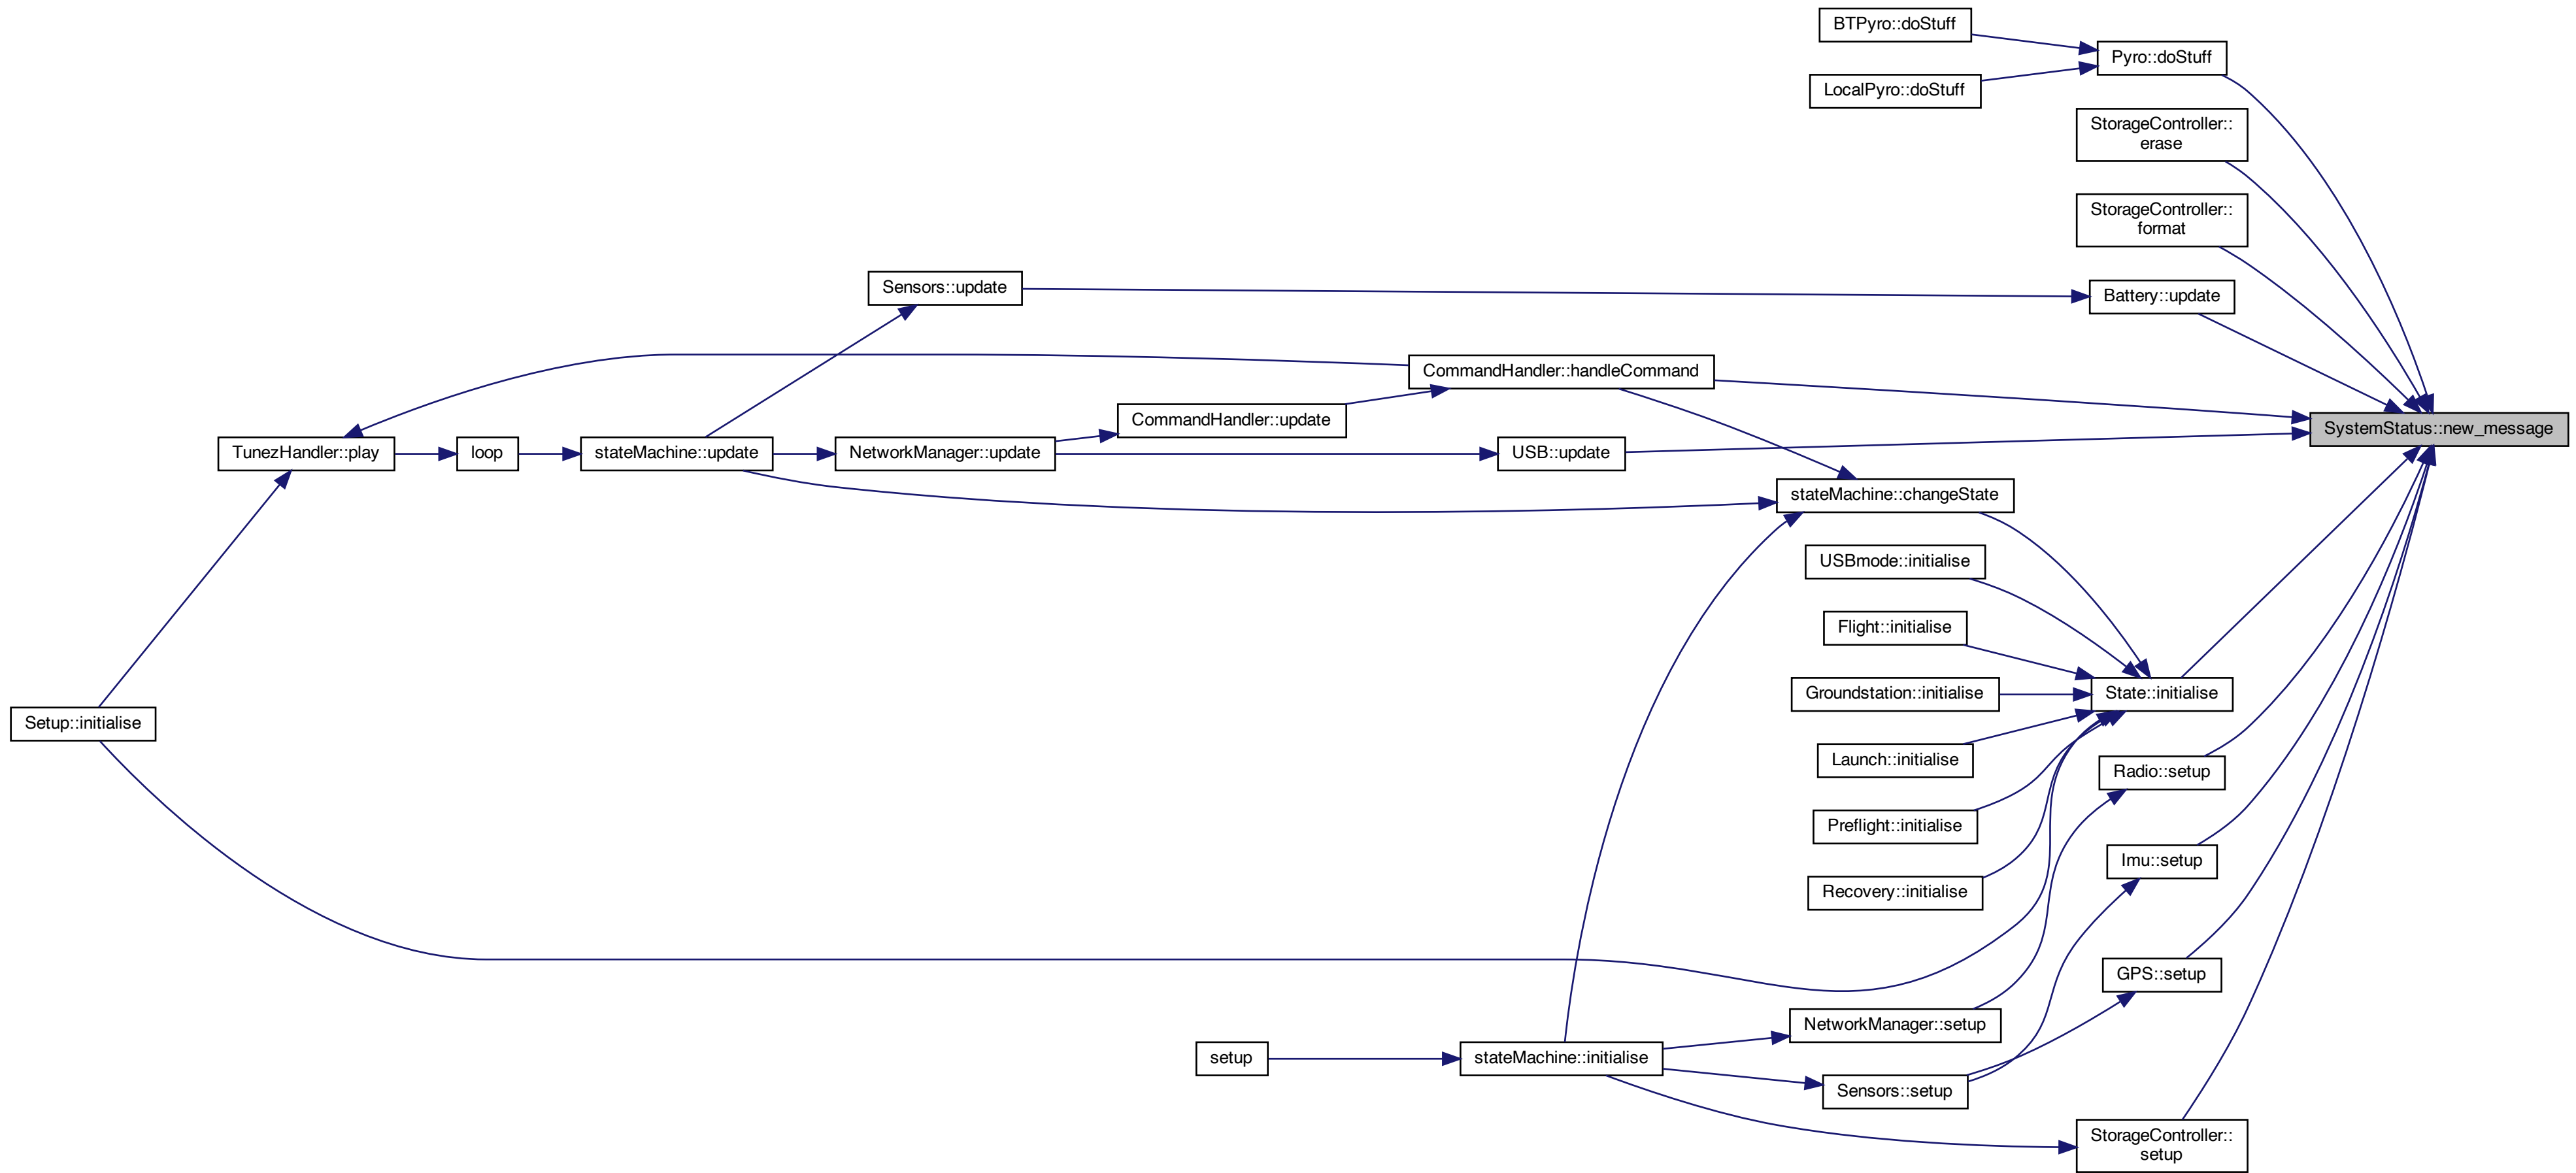 BTPyro::doStuff
Pyro::doStuff
LocalPyro::doStuff
StorageController::
erase
StorageController::
format
Sensors::update
Battery::update
CommandHandler::handleCommand
CommandHandler::update
SystemStatus::new_message
TunezHandler::play
loop
stateMachine::update
NetworkManager::update
USB::update
stateMachine::changeState
USBmode::initialise
Flight::initialise
Groundstation::initialise
State::initialise
Setup::initialise
Launch::initialise
Radio::setup
Preflight::initialise
Imu::setup
Recovery::initialise
GPS::setup
NetworkManager::setup
setup
stateMachine::initialise
Sensors::setup
StorageController::
setup